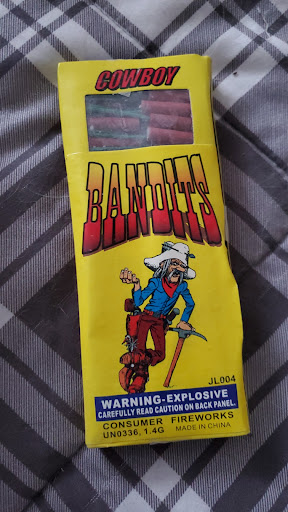 COWBOY
BANDITS
JL004
WARNING-EXPLOSIVE
CAREFULLY READ CAUTION ON BACK PANEL.
CONSUMER FIREWORKS
UN0336, 1.4G MADE IN CHINA